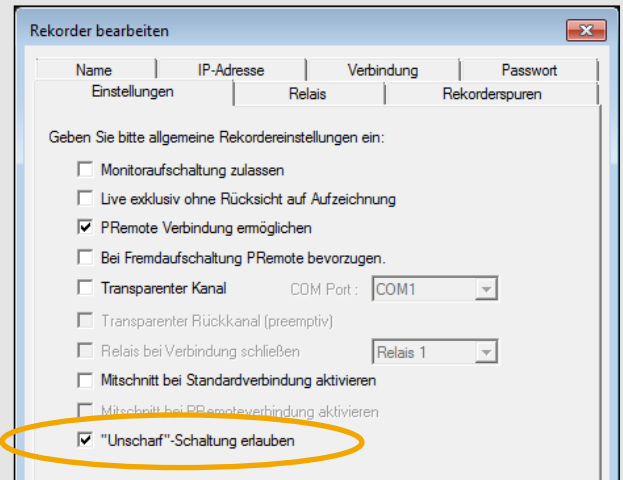 Rekorder bearbeiten
Name IP-Adresse Verbindung Passwort
Einstellungen Relais Rekorderspuren
Geben Sie bitte allgemeine Rekordereinstellungen ein:
Monitoraufschaltung zulassen
Live exklusiv ohne Rücksicht auf Aufzeichnung
PRemote Verbindung ermöglichen
Bei Fremdaufschaltung PRemote bevorzugen.
Transparenter Kanal COM Port : COM1
Transparenter Rückkanal (preemptiv)
Relais bei Verbindung schließen Relais 1
Mitschnitt bei Standardverbindung aktivieren
Mitschnitt bei PRemoteverbindung aktivieren
"Unscharf"-Schaltung erlauben